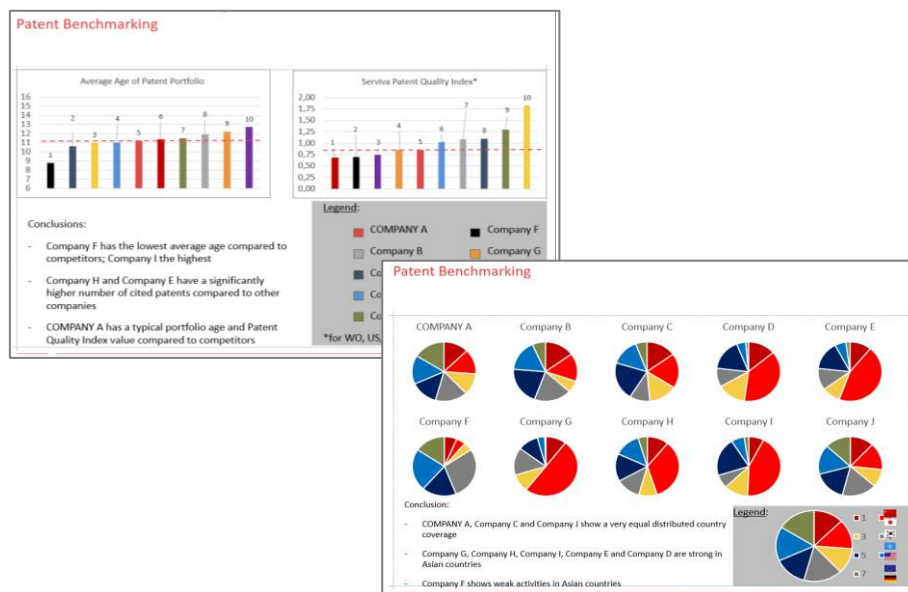 Patent Benchmarking
Average Age of Patent Portfolio
16
15
14
13
12
11
10
9
8
7
6
1
2
3
4
5
6
7
8
9
10
Serviva Patent Quality Index*
2,00
1,75
1,50
1,25
1,00
0,75
0,50
0,25
0,00
1
2
3
4
5
6
7
8
9
10
Conclusions:
- Company F has the lowest average age compared to
competitors; Company I the highest
- Company H and Company E have a significantly
higher number of cited patents compared to other
companies
- COMPANY A has a typical portfolio age and Patent
Quality Index value compared to competitors
Legend:
COMPANY A
Company F
Company B
Company G
Co
Co
Co
*for WO, US,
Patent Benchmarking
COMPANY A
Company B
Company C
Company D
Company E
Company F
Company G
Company H
Company I
Company J
Conclusion:
- COMPANY A, Company C and Company J show a very equal distributed country
coverage
- Company G, Company H, Company I, Company E and Company D are strong in
Asian countries
- Company F shows weak activities in Asian countries
Legend:
1
3
5
7